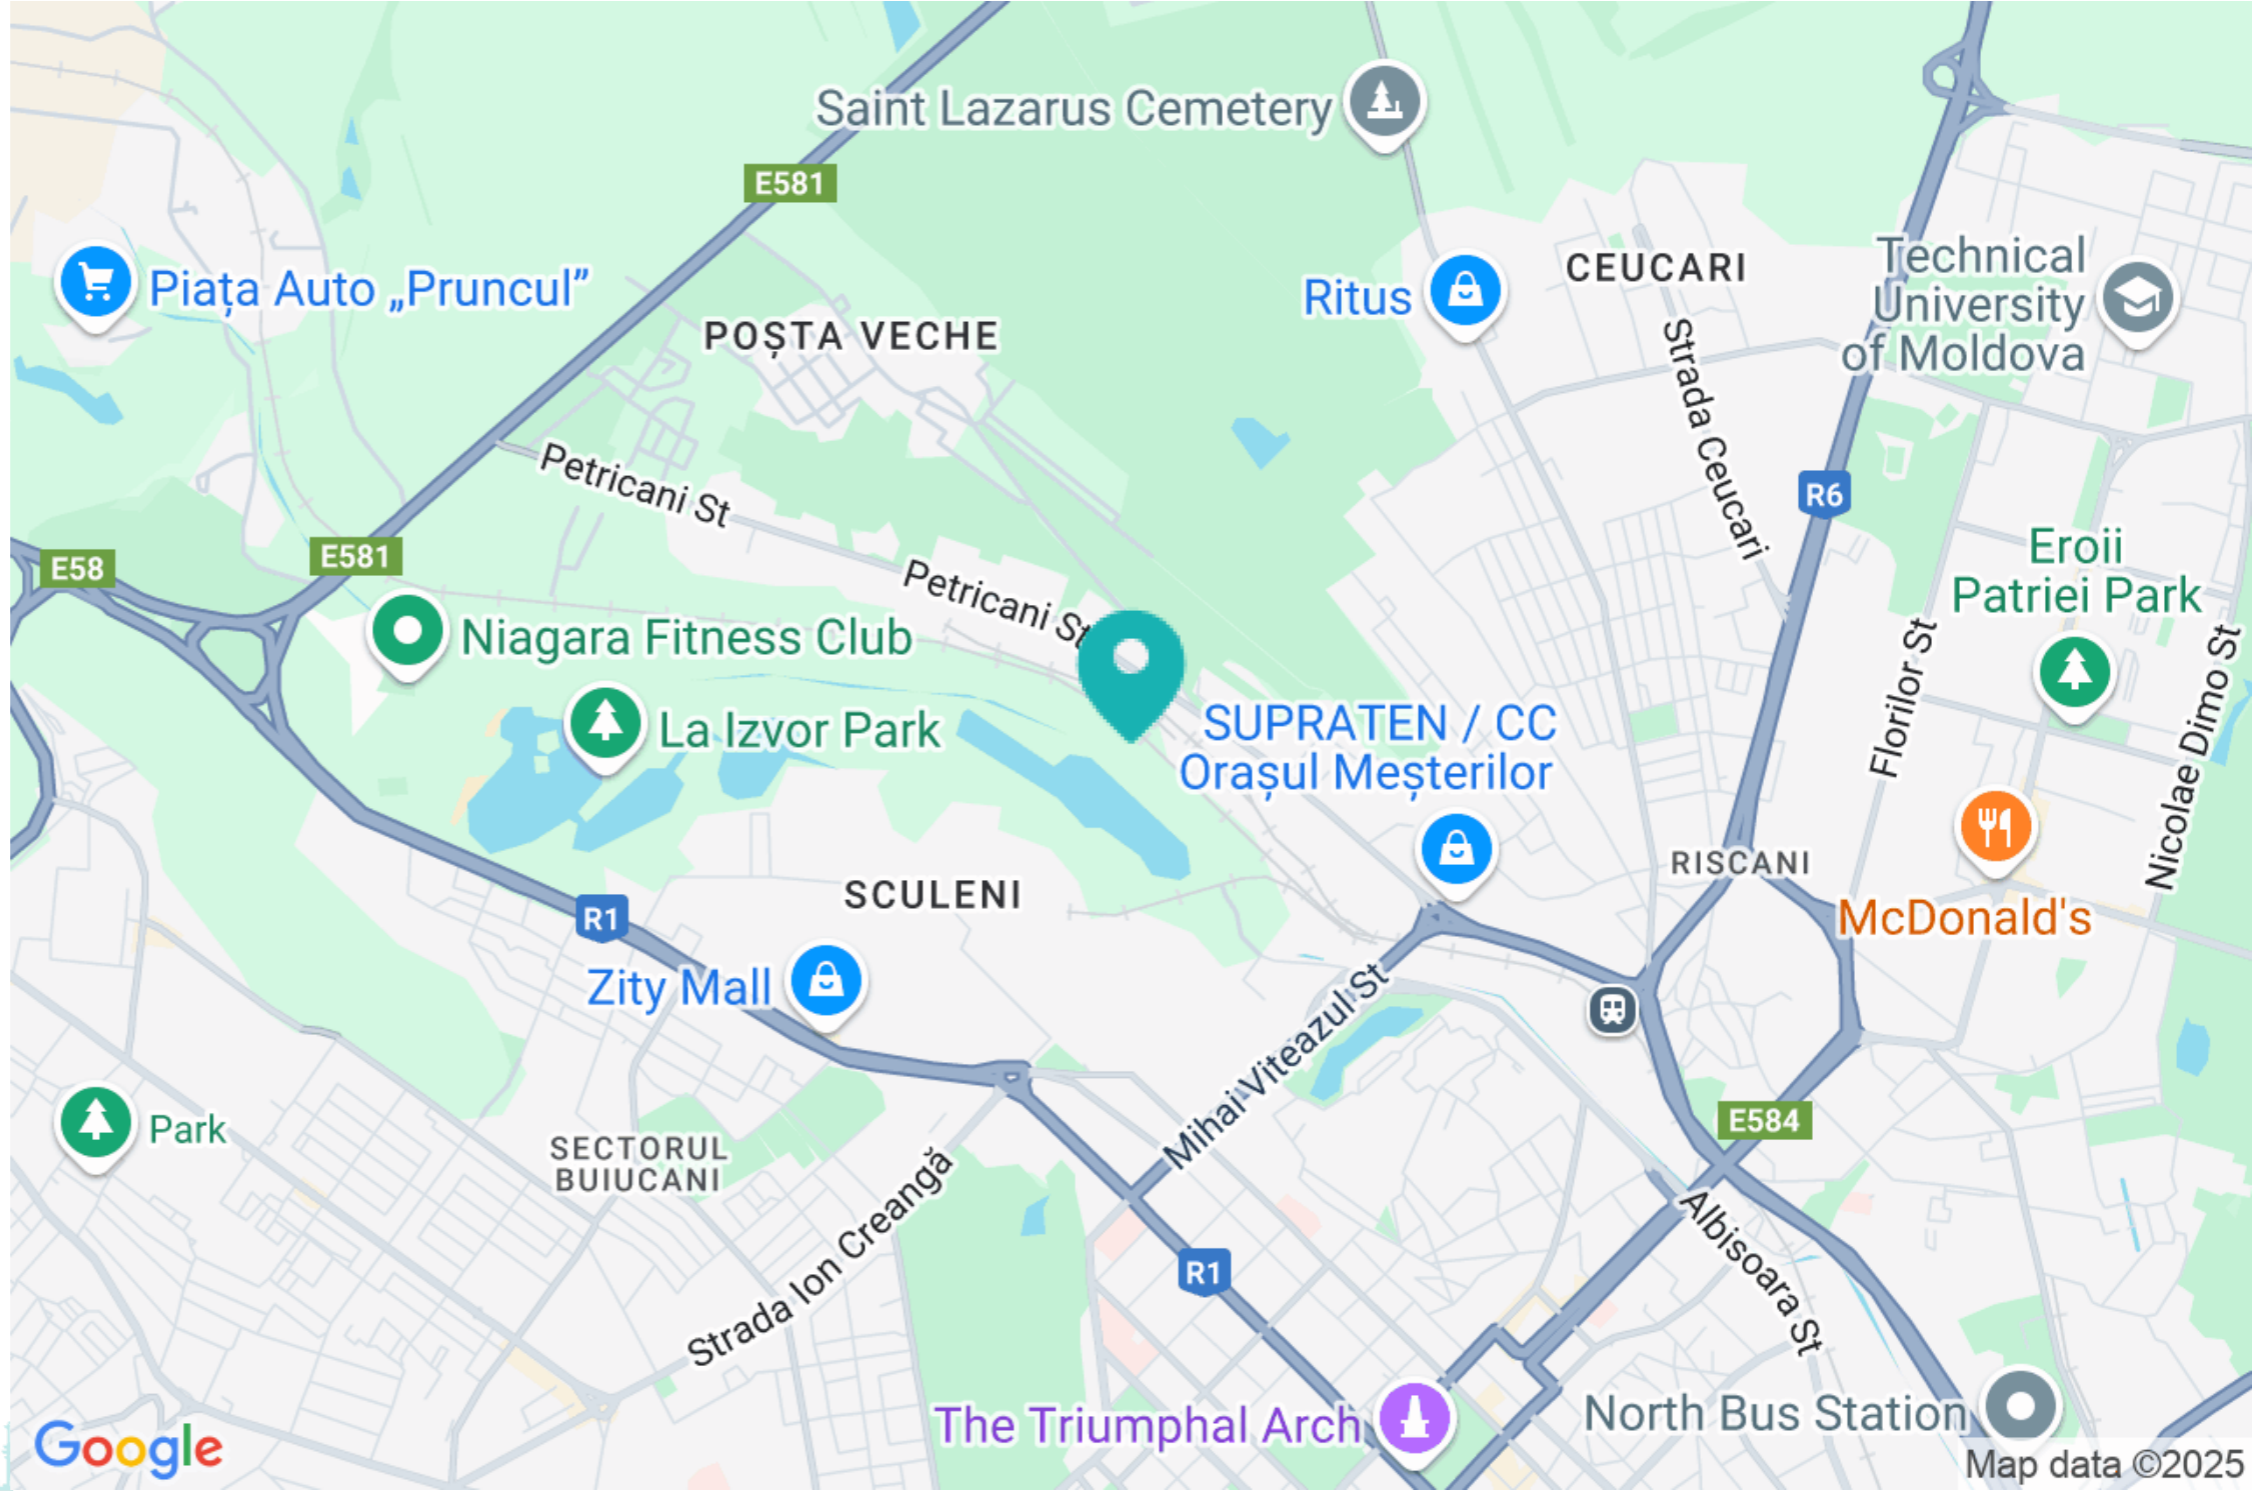 Saint Lazarus Cemetery
E581
CEUCARI
Technical
University
of Moldova
Piața Auto „Pruncul”
Ritus
POȘTA VECHE
Strada Ceucari
Petricani St
R6
E581
E58
Eroii
Patriei Park
Petricani St
Niagara Fitness Club
Florilor St
Nicolae Dimo St
La Izvor Park
SUPRATEN / CC
Orașul Meșterilor
RISCANI
SCULENI
R1
McDonald's
Zity Mall
Mihai Viteazul St
Park
SECTORUL
BUIUCANI
E584
Strada Ion Creangă
Albisoara St
R1
The Triumphal Arch
North Bus Station
Google
Map data ©2025